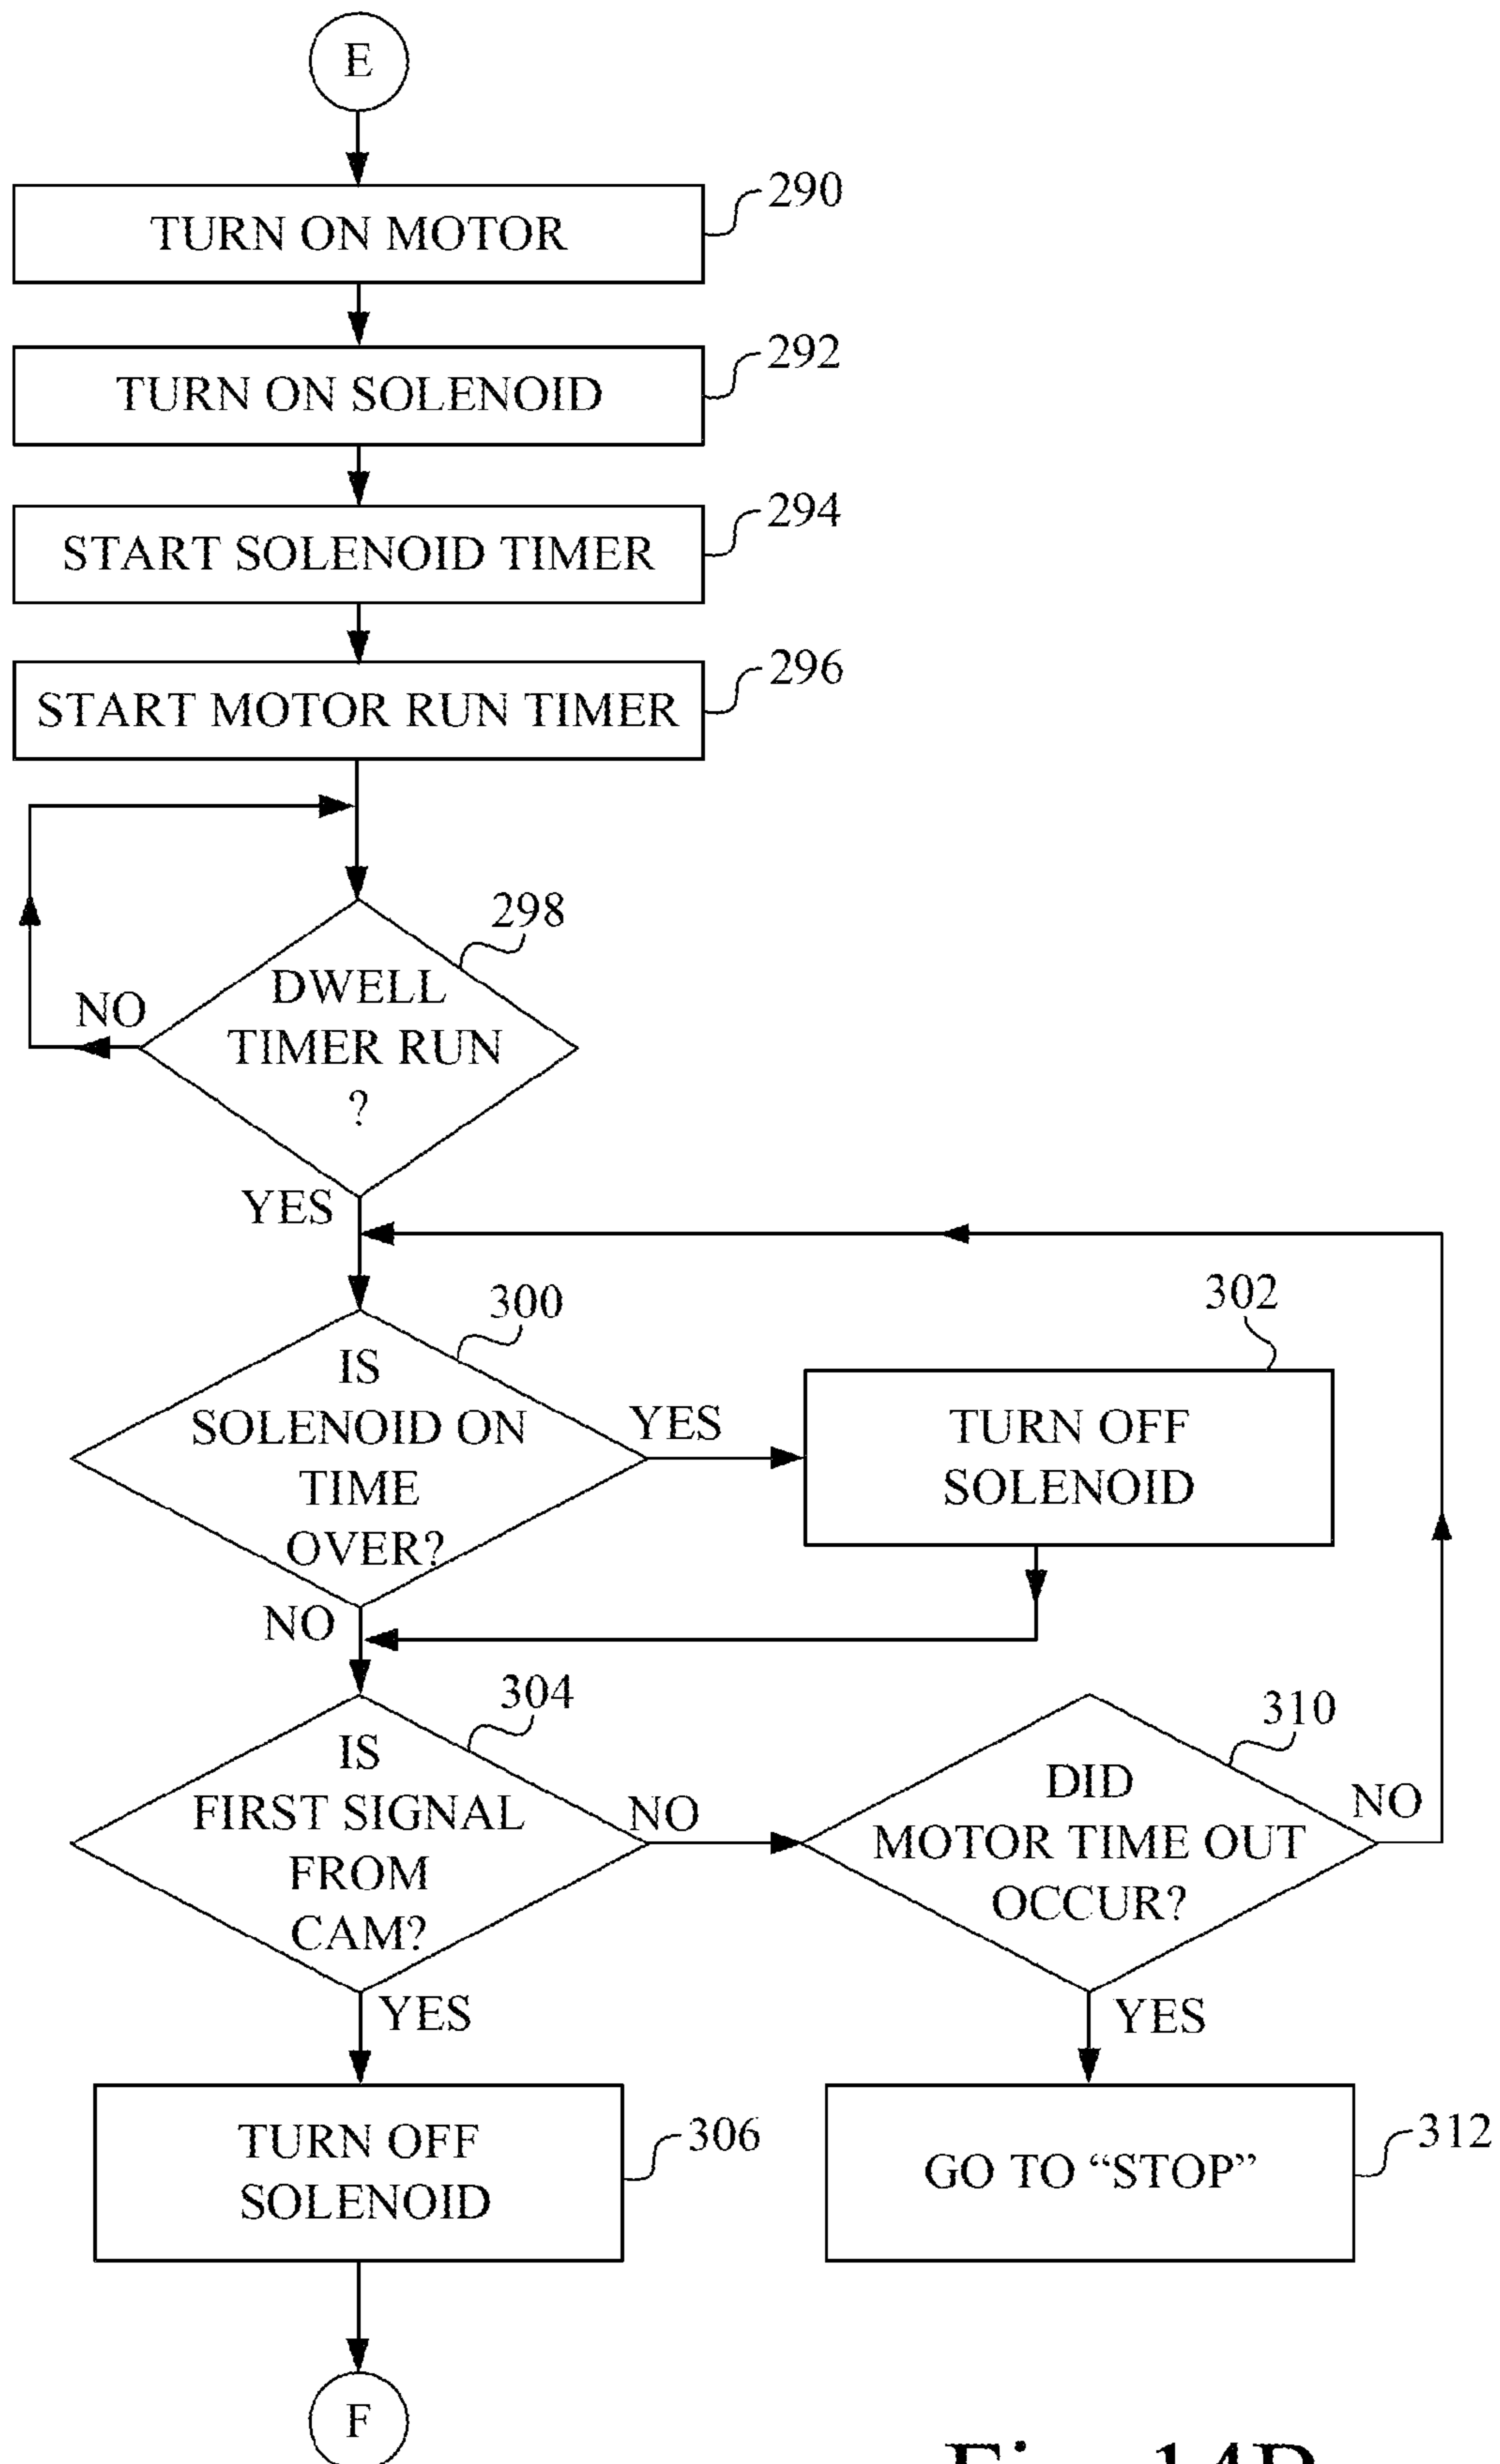 E
TURN ON MOTOR
290
TURN ON SOLENOID
292
START SOLENOID TIMER
294
START MOTOR RUN TIMER
296
298
DWELL
TIMER RUN
?
NO
YES
300
IS
SOLENOID ON
TIME
OVER?
YES
302
TURN OFF
SOLENOID
NO
304
IS
FIRST SIGNAL
FROM
CAM?
NO
310
DID
MOTOR TIME OUT
OCCUR?
NO
YES
YES
TURN OFF
SOLENOID
306
GO TO “STOP”
312
F